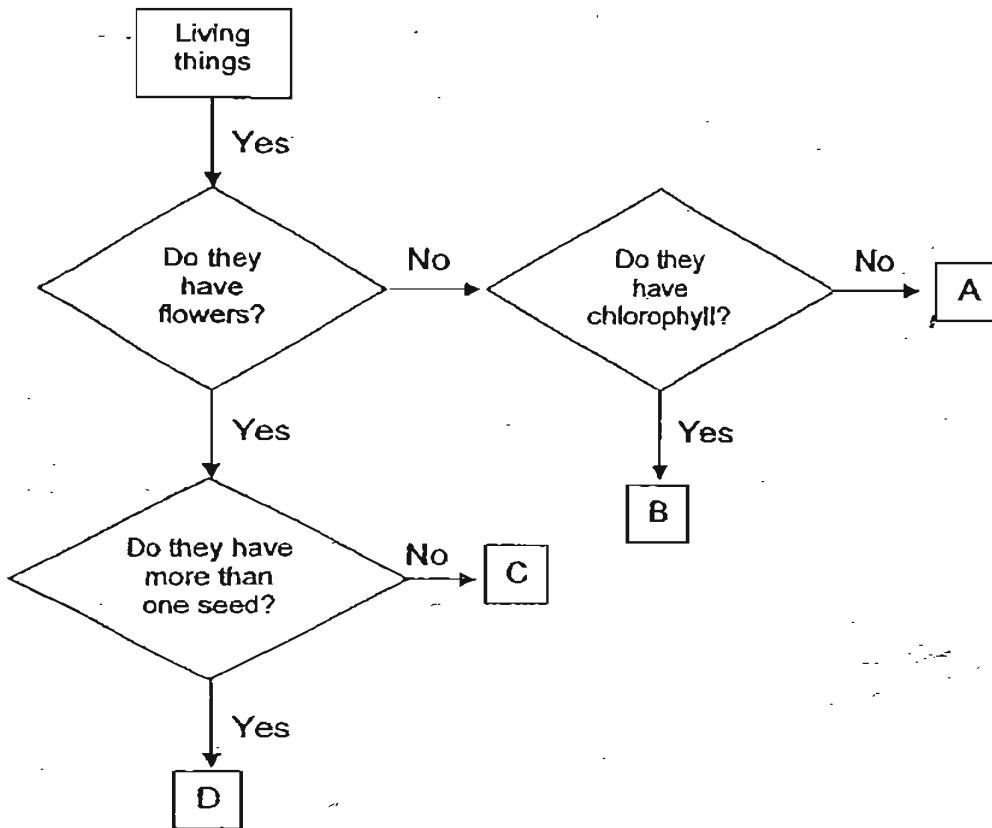 Living
things
Yes
Do they
have
flowers?
No
Do they
have
chlorophyll?
No
A
Yes
B
Yes
Do they have
more than
one seed?
No
C
Yes
D